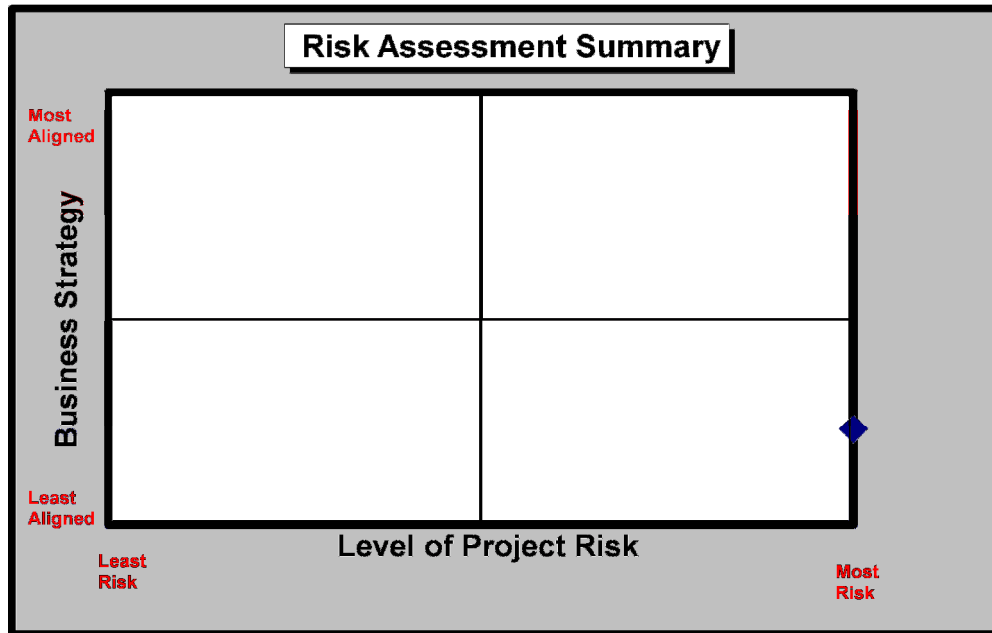 Risk Assessment Summary
Most
Aligned
Business Strategy
Least
Aligned
Level of Project Risk
Least
Risk
Most
Risk